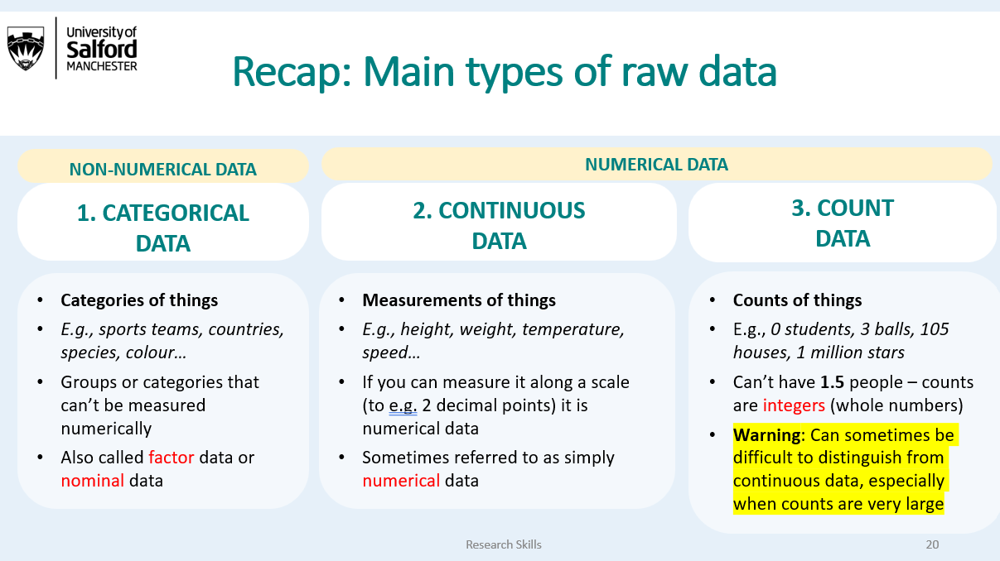 University of
Salford
MANCHESTER
Recap: Main types of raw data
NON-NUMERICAL DATA
1. CATEGORICAL
DATA
• Categories of things
• E.g., sports teams, countries,
species, colour…
• Groups or categories that
can’t be measured
numerically
• Also called factor data or
nominal data
NUMERICAL DATA
2. CONTINUOUS
DATA
• Measurements of things
• E.g., height, weight, temperature,
speed…
• If you can measure it along a scale
(to e.g. 2 decimal points) it is
numerical data
• Sometimes referred to as simply
numerical data
3. COUNT
DATA
• Counts of things
• E.g., 0 students, 3 balls, 105
houses, 1 million stars
• Can’t have 1.5 people – counts
are integers (whole numbers)
• Warning: Can sometimes be
difficult to distinguish from
continuous data, especially
when counts are very large
Research Skills
20